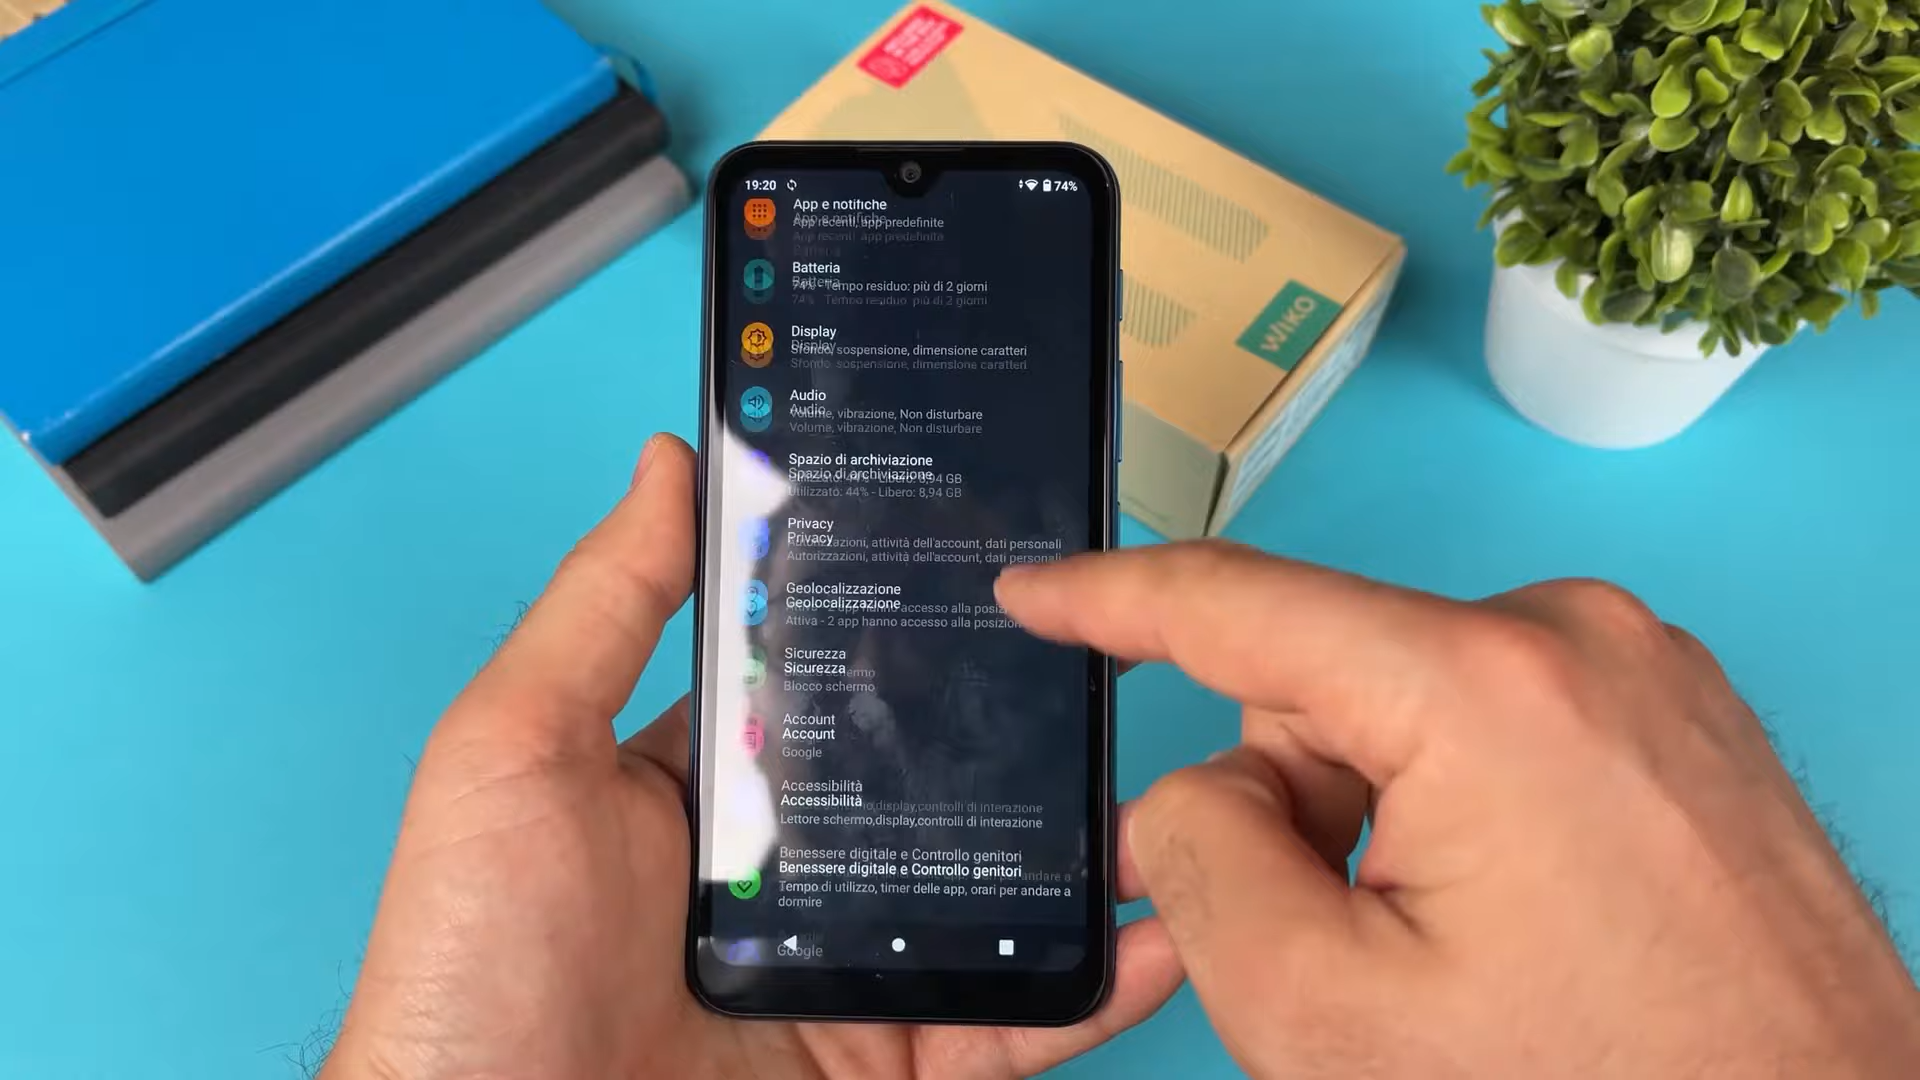 19:20
74%
App e notifiche
App recenti, app predefinite
Batteria
74% - Tempo residuo: più di 2 giorni
Display
Sfondo, sospensione, dimensione caratteri
Audio
Volume, vibrazione, Non disturbare
Spazio di archiviazione
Utilizzato: 44% - Libero: 8,94 GB
Privacy
Autorizzazioni, attività dell'account, dati personali
Geolocalizzazione
Attiva - 2 app hanno accesso alla
Sicurezza
Blocco schermo
Account
Google
Accessibilità
Lettore schermo,display,controlli di interazione
Benessere digitale e Controllo genitori
Tempo di utilizzo, timer delle app, orari per andare a
dormire
Google
WIKO